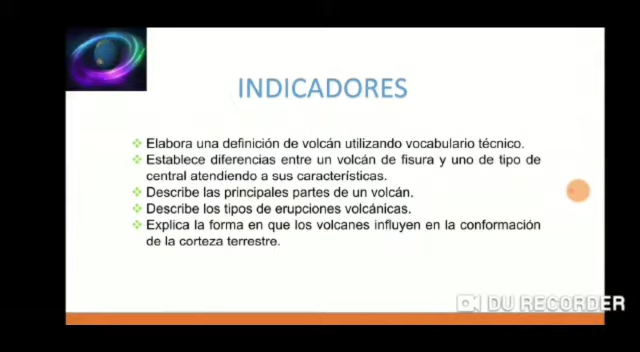 INDICADORES
Elabora una definición de volcán utilizando vocabulario técnico.
Establece diferencias entre un volcán de fisura y uno de tipo de
central atendiendo a sus características.
Describe las principales partes de un volcán.
Describe los tipos de erupciones volcánicas.
Explica la forma en que los volcanes influyen en la conformación
de la corteza terrestre.
DU RECORDER